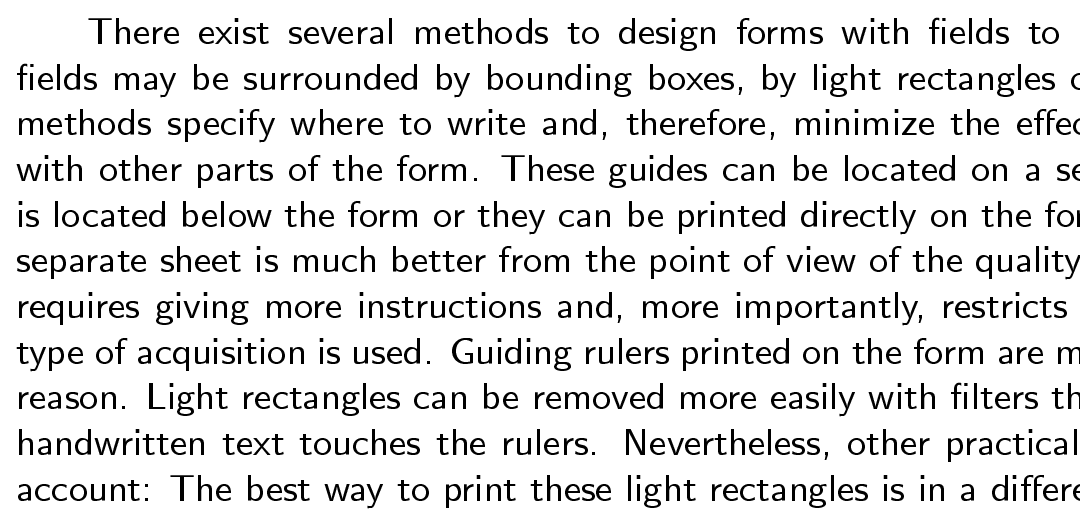 There exist several methods to design forms with fields to
fields may be surrounded by bounding boxes, by light rectangles
methods specify where to write and, therefore, minimize the
with other parts of the form. These guides can be located on a
is located below the form or they can be printed directly on the
separate sheet is much better from the point of view of the quality
requires giving more instructions and, more importantly, restricts
type of acquisition is used. Guiding rulers printed on the form are
reason. Light rectangles can be removed more easily with filters
handwritten text touches the rulers. Nevertheless, other practical
account: The best way to print these light rectangles is in a